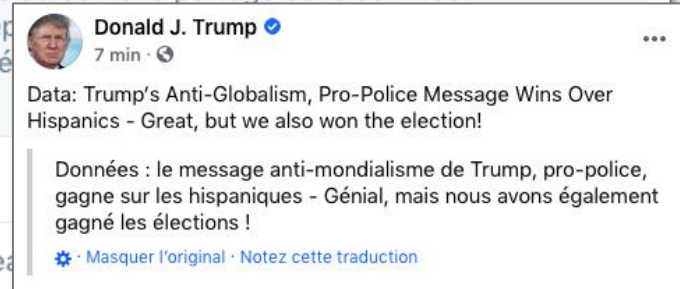 Donald J. Trump
7 min ·
Data: Trump's Anti-Globalism, Pro-Police Message Wins Over
Hispanics - Great, but we also won the election!
Données : le message anti-mondialisme de Trump, pro-police,
gagne sur les hispaniques - Génial, mais nous avons également
gagné les élections !
· Masquer l'original · Notez cette traduction